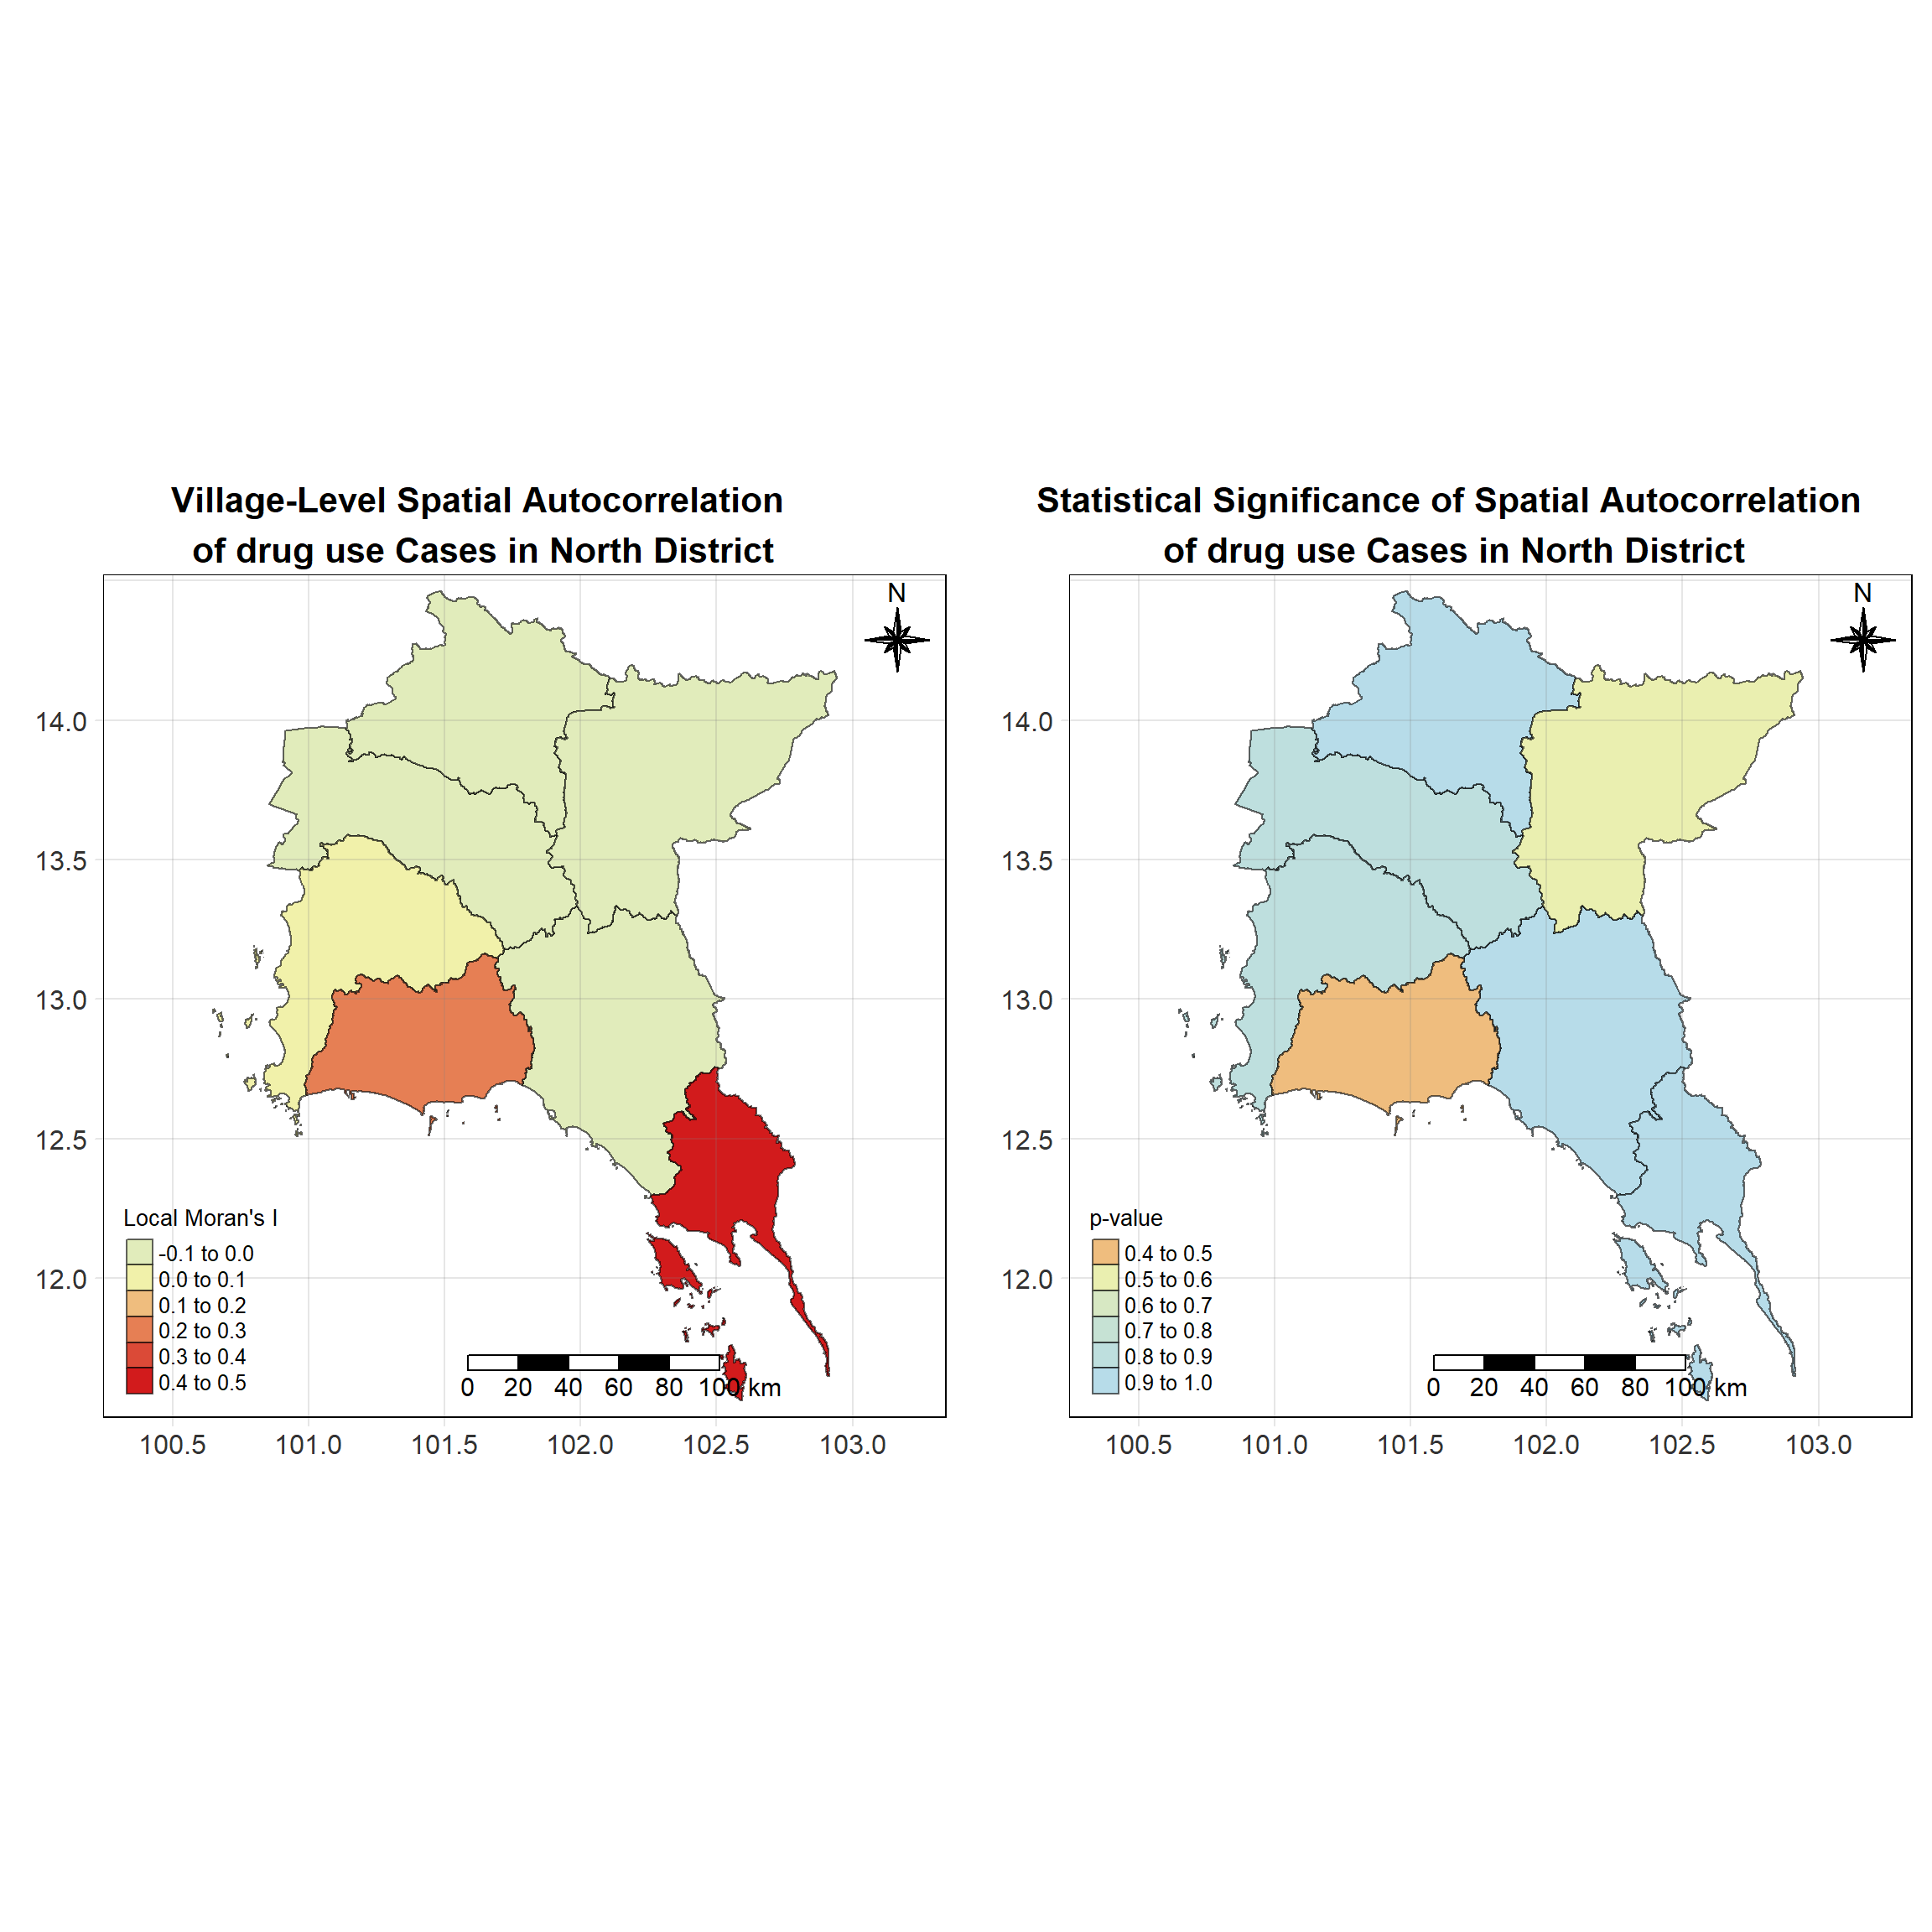 Village-Level Spatial Autocorrelation
of drug use Cases in North District
N
14.0
13.5
13.0
12.5
12.0
Local Moran's I
-0.1 to 0.0
0.0 to 0.1
0.1 to 0.2
0.2 to 0.3
0.3 to 0.4
0.4 to 0.5
0 20 40 60 80 100 km
100.5 101.0 101.5 102.0 102.5 103.0
Statistical Significance of Spatial Autocorrelation
of drug use Cases in North District
N
14.0
13.5
13.0
12.5
12.0
p-value
0.4 to 0.5
0.5 to 0.6
0.6 to 0.7
0.7 to 0.8
0.8 to 0.9
0.9 to 1.0
0 20 40 60 80 100 km
100.5 101.0 101.5 102.0 102.5 103.0